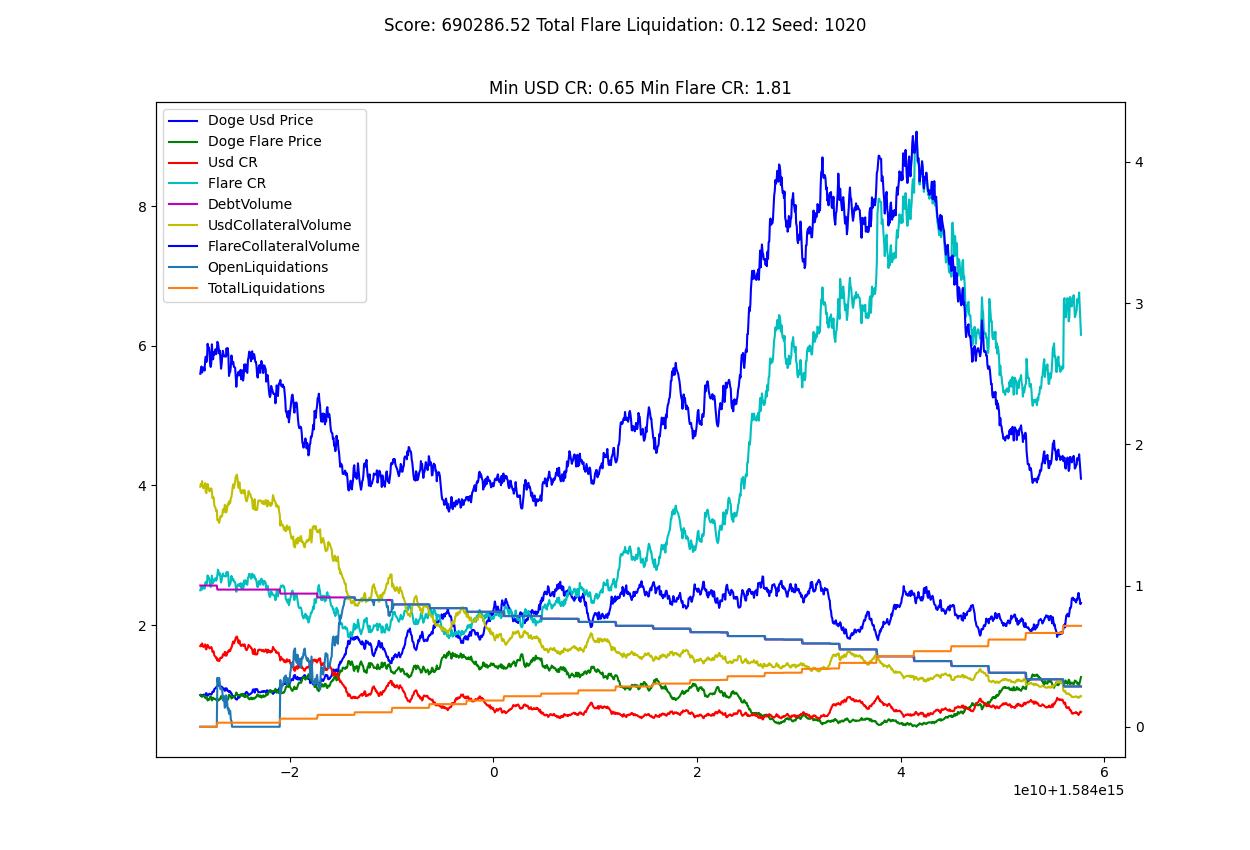 Score: 690286.52 Total Flare Liquidation: 0.12 Seed: 1020
Min USD CR: 0.65 Min Flare CR: 1.81
Doge Usd Price
Doge Flare Price
Usd CR
Flare CR
DebtVolume
UsdCollateralVolume
FlareCollateralVolume
OpenLiquidations
TotalLiquidations
8
6
4
2
4
3
2
1
0
−2
0
2
4
6
1e10+1.584e15